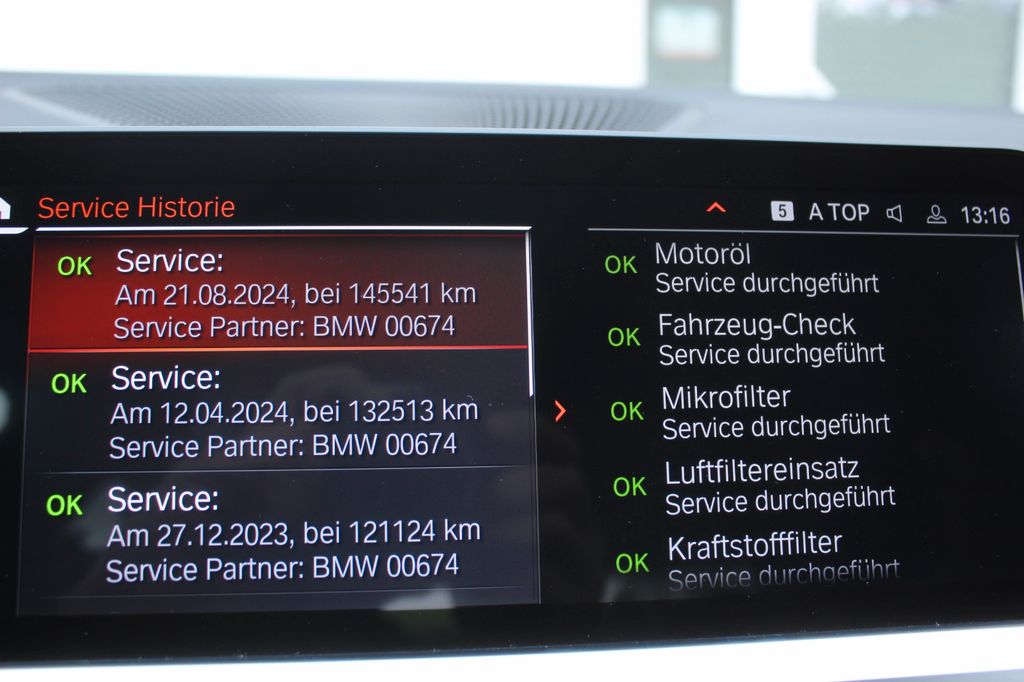 Service Historie
5 A TOP 13:16
OK Service:
Am 21.08.2024, bei 145541 km
Service Partner: BMW 00674
OK Service:
Am 12.04.2024, bei 132513 km
Service Partner: BMW 00674
OK Service:
Am 27.12.2023, bei 121124 km
Service Partner: BMW 00674
OK Motoröl
Service durchgeführt
OK Fahrzeug-Check
Service durchgeführt
OK Mikrofilter
Service durchgeführt
OK Luftfiltereinsatz
Service durchgeführt
OK Kraftstofffilter
Service durchgeführt